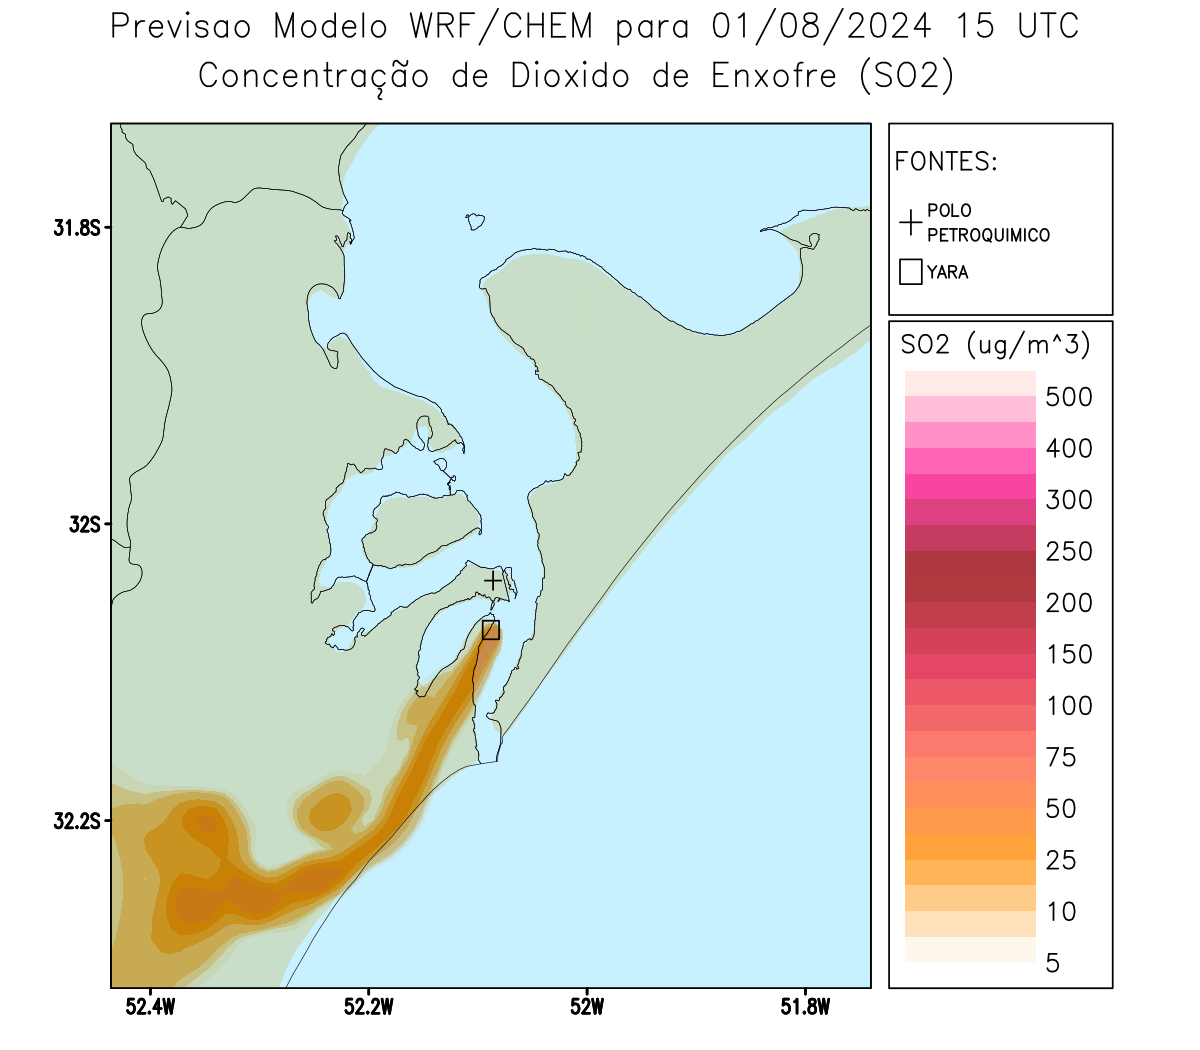 Previsao Modelo WRF/CHEM para 01/08/2024 15 UTC
Concentração de Dioxido de Enxofre (SO2)
FONTES:
POLO
PETROQUIMICO
YARA
31.8S
32S
32.2S
52.4W
52.2W
52W
51.8W
SO2 (ug/m^3)
500
400
300
250
200
150
100
75
50
25
10
5